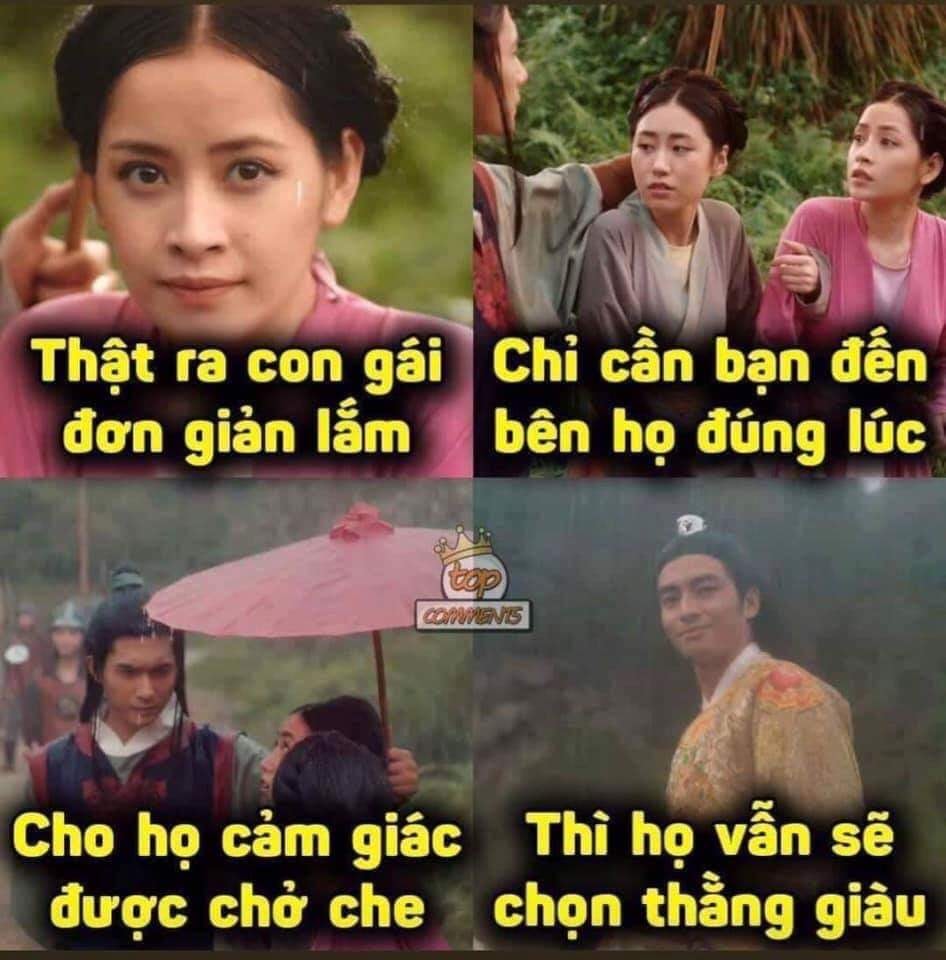 Thật ra con gái
đơn giản lắm
Chỉ cần bạn đến
bên họ đúng lúc
top
COMMENTS
Cho họ cảm giác
được chở che
Thì họ vẫn sẽ
chọn thằng giàu